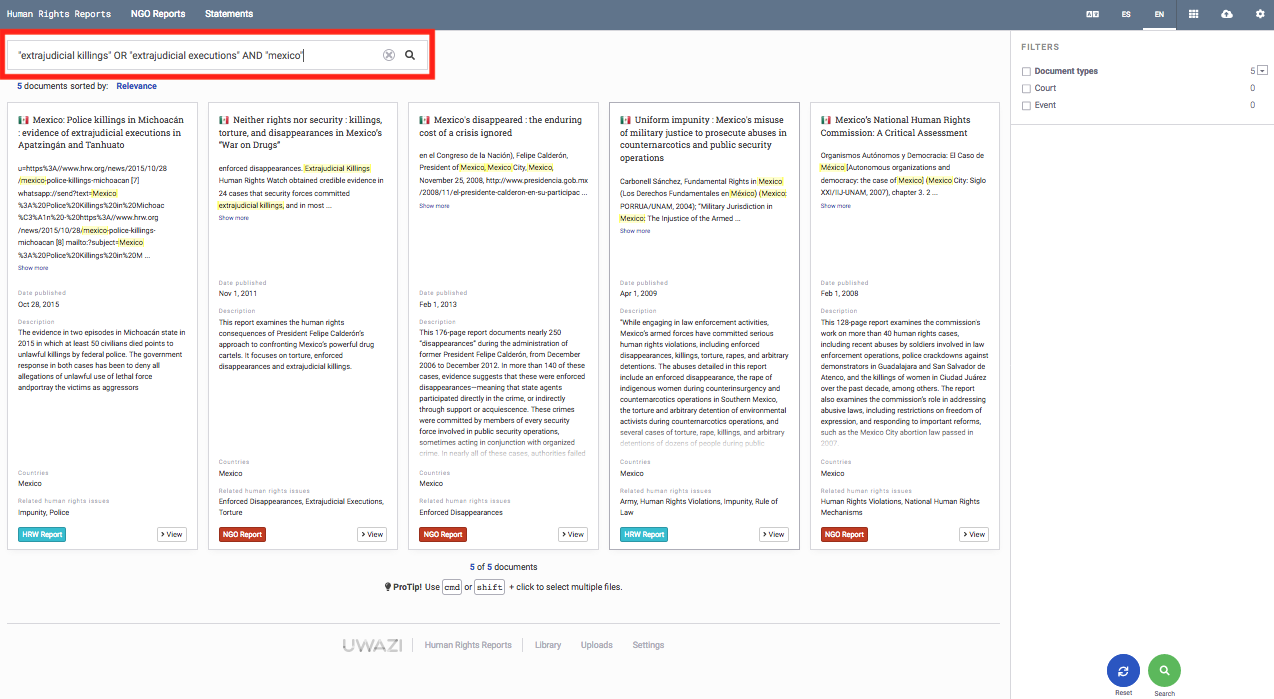 Human Rights Reports NGO Reports Statements ES EN
"extrajudicial killings" OR "extrajudicial executions" AND "mexico"
5 documents sorted by: Relevance
Mexico: Police killings in Michoacán
: evidence of extrajudicial executions in
Apatzingán and Tanhuato
u=https%3A//www.hrw.org/news/2015/10/28
/mexico-police-killings-michoacan [7]
whatsapp://send?text=Mexico
%3A%20Police%20Killings%20in%20Michoac
%C3%A1n%20-%20https%3A//www.hrw.org
/news/2015/10/28/mexico-police-killings-
michoacan [8] mailto:?subject=Mexico
%3A%20Police%20Killings%20in%20M ...
Show more
Date published
Oct 28, 2015
Description
The evidence in two episodes in Michoacán state in
2015 in which at least 50 civilians died points to
unlawful killings by federal police. The government
response in both cases has been to deny all
allegations of unlawful use of lethal force
andportray the victims as aggressors
Countries
Mexico
Related human rights issues
Impunity, Police
HRW Report View
Neither rights nor security : killings,
torture, and disappearances in Mexico's
"War on Drugs"
enforced disappearances, Extrajudicial Killings
Human Rights Watch obtained credible evidence in
24 cases that security forces committed
extrajudicial killings, and in most ...
Show more
Date published
Nov 1, 2011
Description
This report examines the human rights
consequences of President Felipe Calderón's
approach to confronting Mexico's powerful drug
cartels. It focuses on torture, enforced
disappearances and extrajudicial killings.
Countries
Mexico
Related human rights issues
Enforced Disappearances, Extrajudicial Executions,
Torture
NGO Report View
Mexico's disappeared : the enduring
cost of a crisis ignored
en el Congreso de la Nación), Felipe Calderón,
President of Mexico, Mexico City, Mexico,
November 25, 2008, http://www.presidencia.gob.mx
/2008/11/el-presidente-calderon-en-su-participac ...
Show more
Date published
Feb 1, 2013
Description
This 176-page report documents nearly 250
"disappearances" during the administration of
former President Felipe Calderón, from December
2006 to December 2012. In more than 140 of these
cases, evidence suggests that these were enforced
disappearances—meaning that state agents
participated directly in the crime, or indirectly
through support or acquiescence. These crimes
were committed by members of every security
force involved in public security operations,
sometimes acting in conjunction with organized
crime. In nearly all of these cases, authorities failed
Countries
Mexico
Related human rights issues
Enforced Disappearances
NGO Report View
Uniform impunity : Mexico's misuse
of military justice to prosecute abuses in
counternarcotics and public security
operations
Carbonell Sánchez, Fundamental Rights in Mexico
(Los Derechos Fundamentales en México) (Mexico:
PORRUA/UNAM, 2004); "Military Jurisdiction in
Mexico: The Injustice of the Armed ...
Show more
Date published
Apr 1, 2009
Description
"While engaging in law enforcement activities,
Mexico's armed forces have committed serious
human rights violations, including enforced
disappearances, killings, torture, rapes, and arbitrary
detentions. The abuses detailed in this report
include an enforced disappearance, the rape of
indigenous women during counterinsurgency and
counternarcotics operations in Southern Mexico,
the torture and arbitrary detention of environmental
activists during counternarcotics operations, and
several cases of torture, rape, killings, and arbitrary
detentions of dozens of people during public
Countries
Mexico
Related human rights issues
Army, Human Rights Violations, Impunity, Rule of
Law
HRW Report View
Mexico's National Human Rights
Commission: A Critical Assessment
Organismos Autónomos y Democracia: El Caso de
México [Autonomous organizations and
democracy: the case of Mexico] (Mexico City: Siglo
XXI/IIJ-UNAM, 2007), chapter 3. 2 ...
Show more
Date published
Feb 1, 2008
Description
This 128-page report examines the commission's
work on more than 40 human rights cases,
including recent abuses by soldiers involved in law
enforcement operations, police crackdowns against
demonstrators in Guadalajara and San Salvador de
Atenco, and the killings of women in Ciudad Juárez
over the past decade, among others. The report
also examines the commission's role in addressing
abusive laws, including restrictions on freedom of
expression, and responding to important reforms,
such as the Mexico City abortion law passed in
2007.
Countries
Mexico
Related human rights issues
Human Rights Violations, National Human Rights
Mechanisms
NGO Report View
5 of 5 documents
ProTip! Use cmd or shift + click to select multiple files.
UWAZI Human Rights Reports Library Uploads Settings
FILTERS
Document types 5
Court 0
Event 0
Reset Search